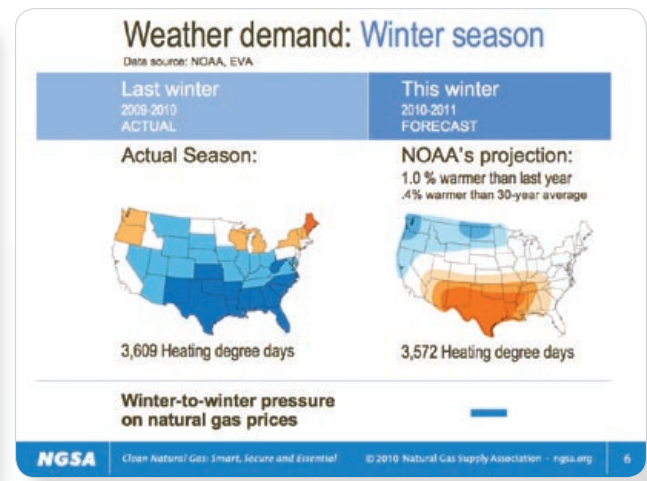 Weather demand: Winter season
Data source: NOAA, EVA
Last winter
2009-2010
ACTUAL
This winter
2010-2011
FORECAST
Actual Season:
NOAA's projection:
1.0 % warmer than last year
.4% warmer than 30-year average
3,609 Heating degree days
3,572 Heating degree days
Winter-to-winter pressure
on natural gas prices
NGSA
Clean Natural Gas: Smart, Secure and Essential
©2010 Natural Gas Supply Association - ngsa.org
6